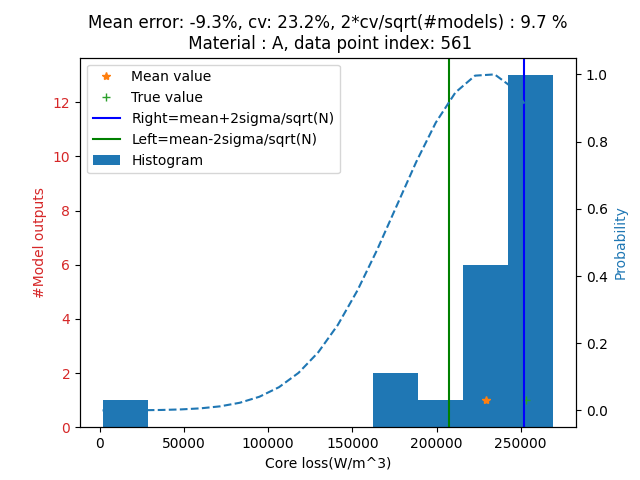 Mean error: -9.3%, cv: 23.2%, 2*cv/sqrt(#models) : 9.7 %
Material : A, data point index: 561
Mean value
True value
Right=mean+2sigma/sqrt(N)
Left=mean-2sigma/sqrt(N)
Histogram
#Model outputs
12
10
8
6
4
2
0
1.0
0.8
0.6
0.4
0.2
0.0
Probability
0
50000
100000
150000
200000
250000
Core loss(W/m^3)